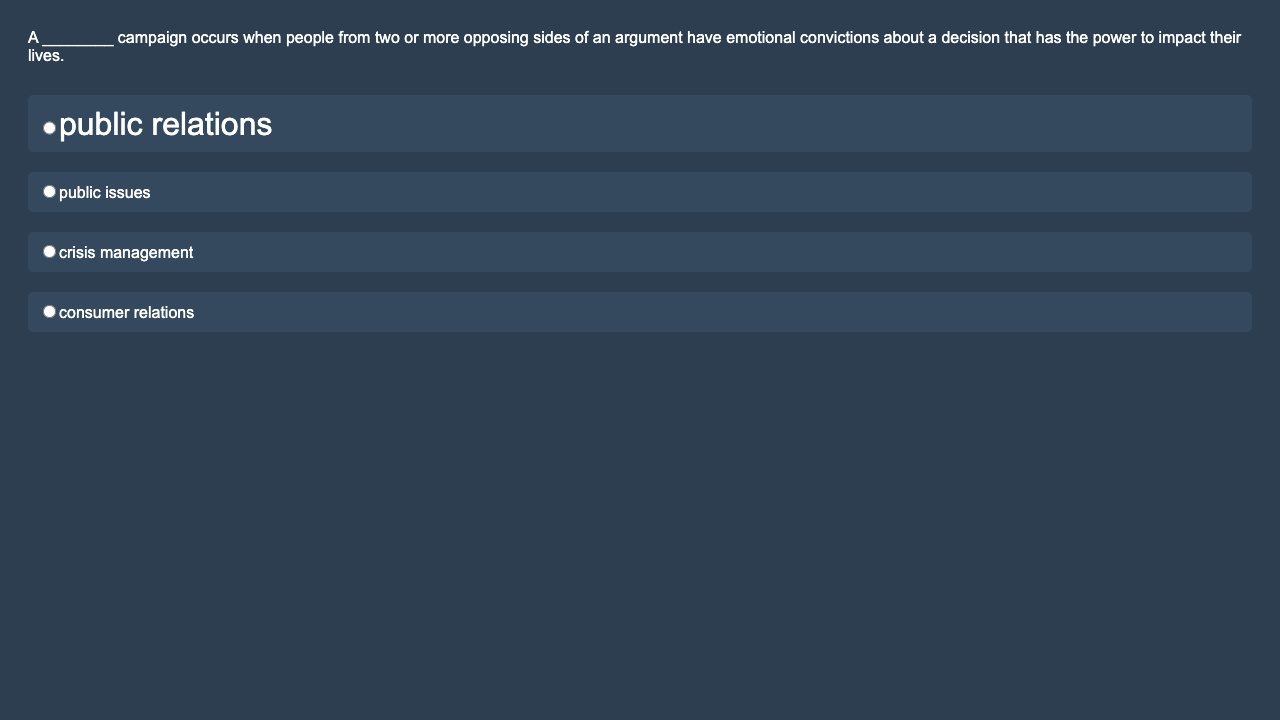 A ________ campaign occurs when people from two or more opposing sides of an argument have emotional convictions about a decision that has the power to impact their
lives.
public relations
public issues
crisis management
consumer relations